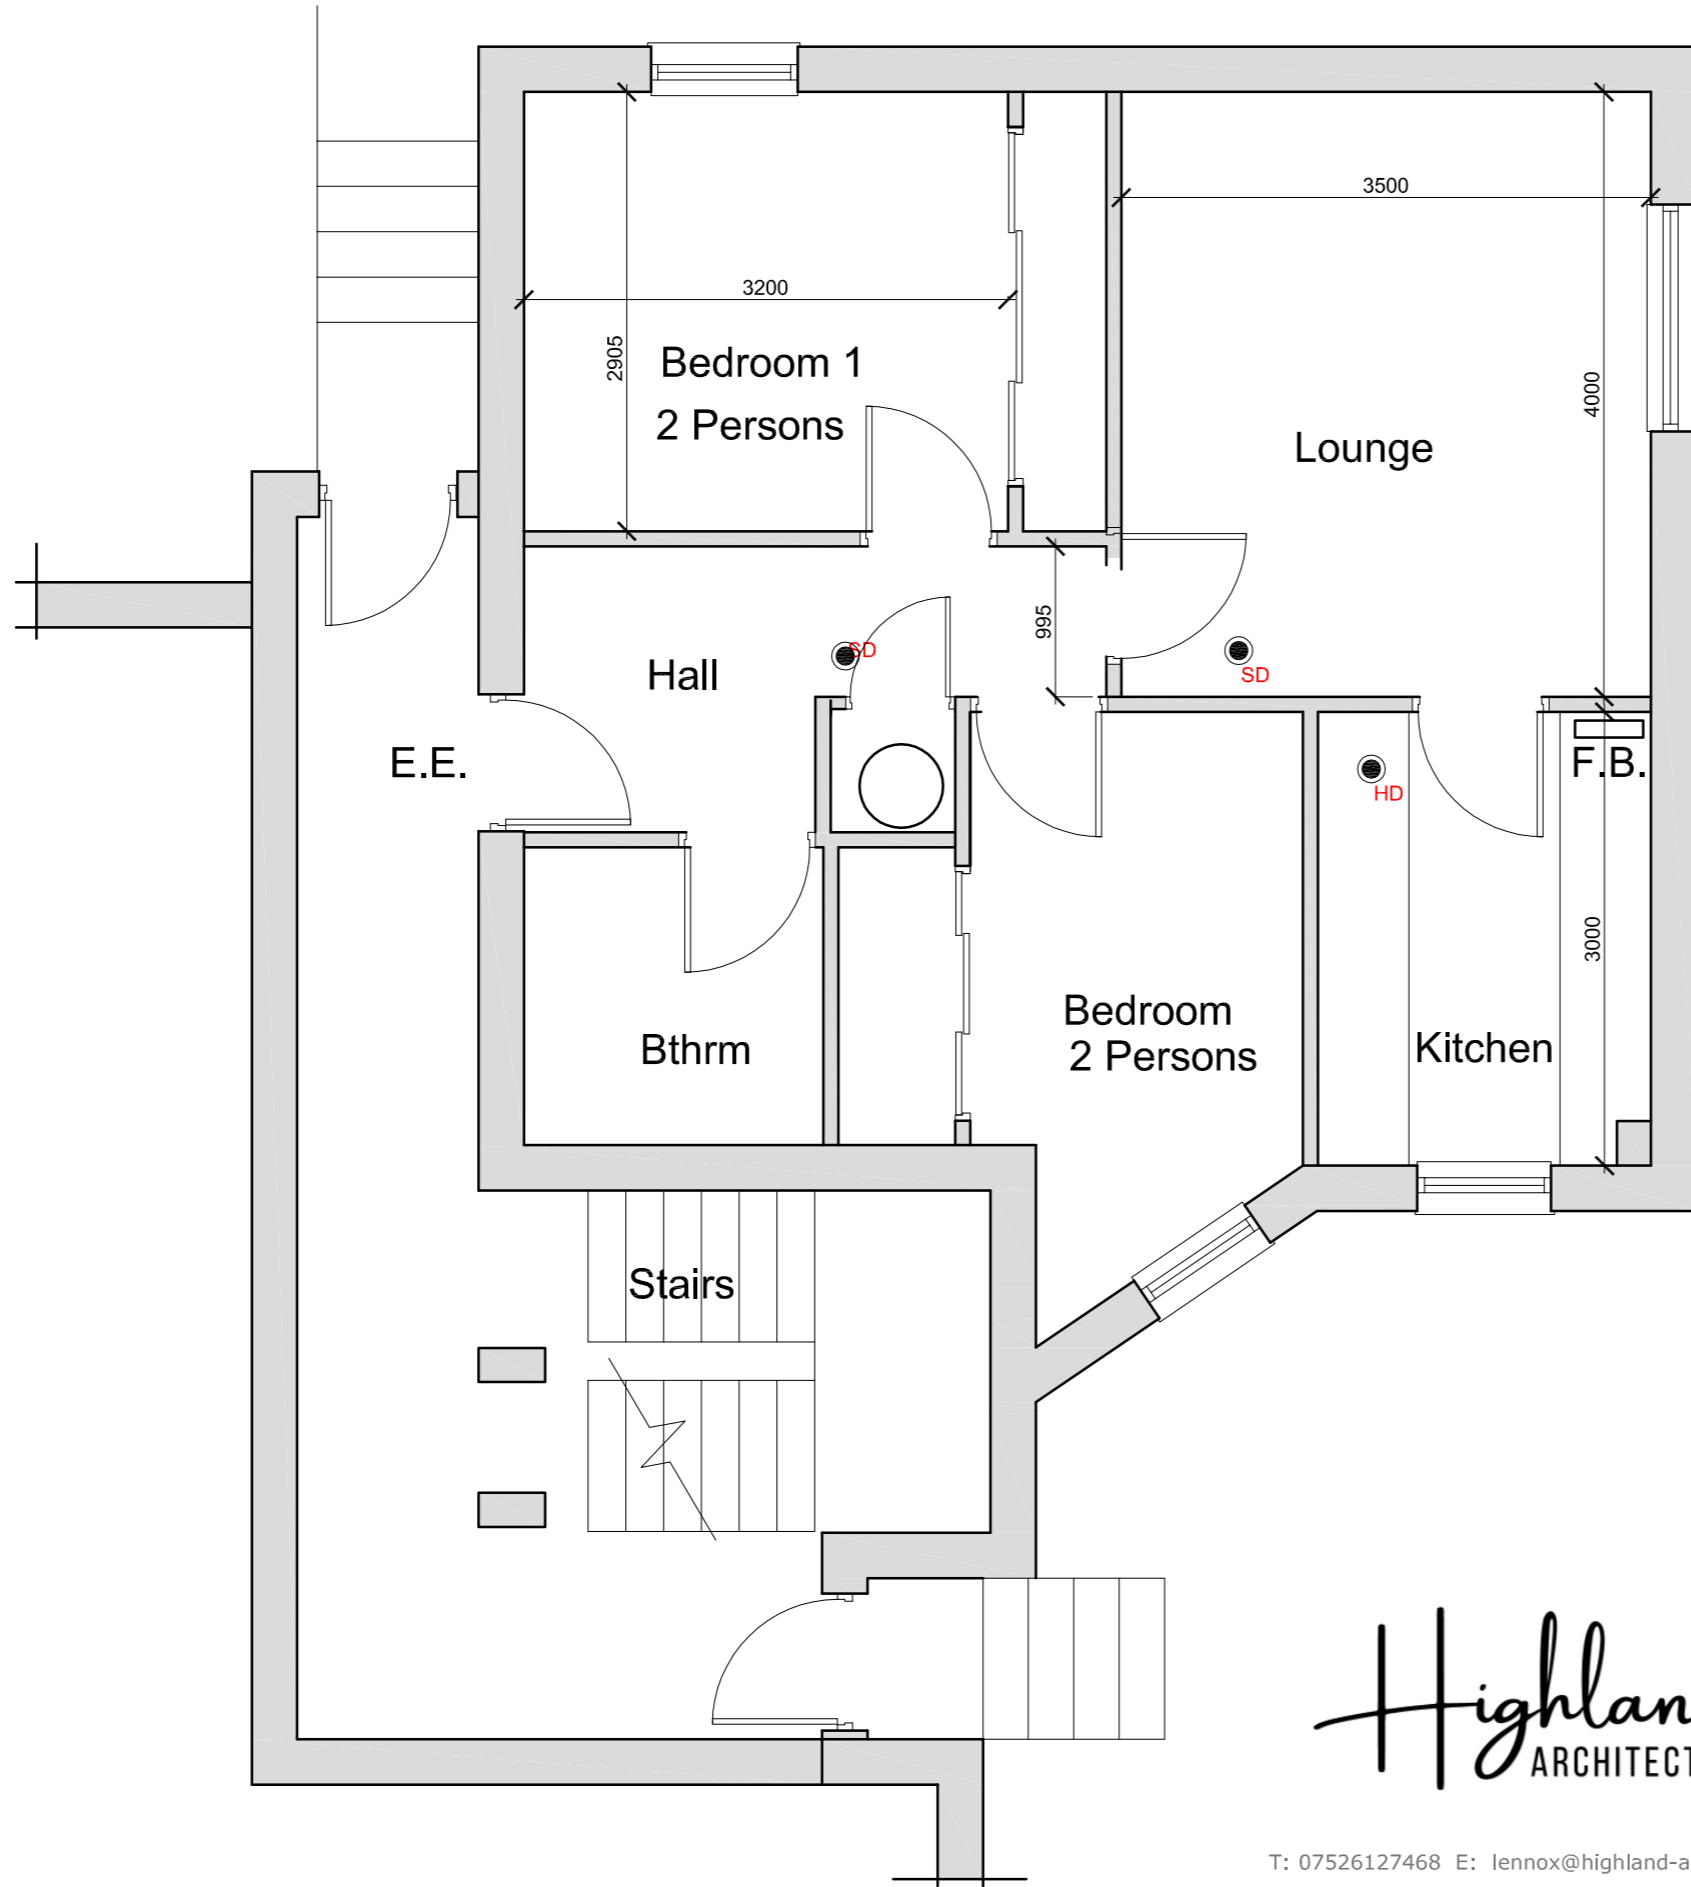 3500
3200
2905
Bedroom 1
2 Persons
4000
Lounge
995
SD
Hall
SD
E.E.
F.B.
HD
3000
Bedroom
2 Persons
Bthrm
Kitchen
Stairs
Highlan
ARCHITECT
T: 07526127468 E: lennox@highland-a